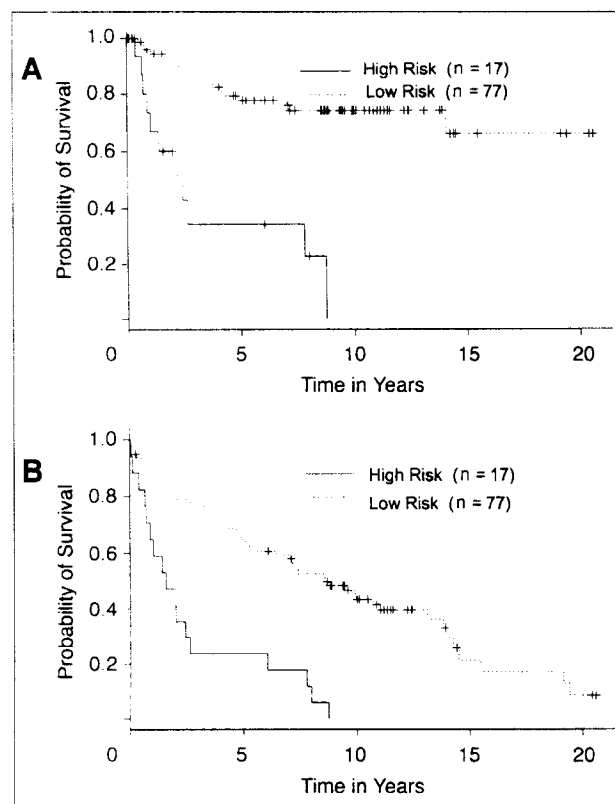 A
Probability of Survival
1.0
0.8
0.6
0.4
0.2
High Risk (n = 17)
Low Risk (n = 77)
0 5 10 15 20
Time in Years
B
Probability of Survival
1.0
0.8
0.6
0.4
0.2
High Risk (n = 17)
Low Risk (n = 77)
0 5 10 15 20
Time in Years